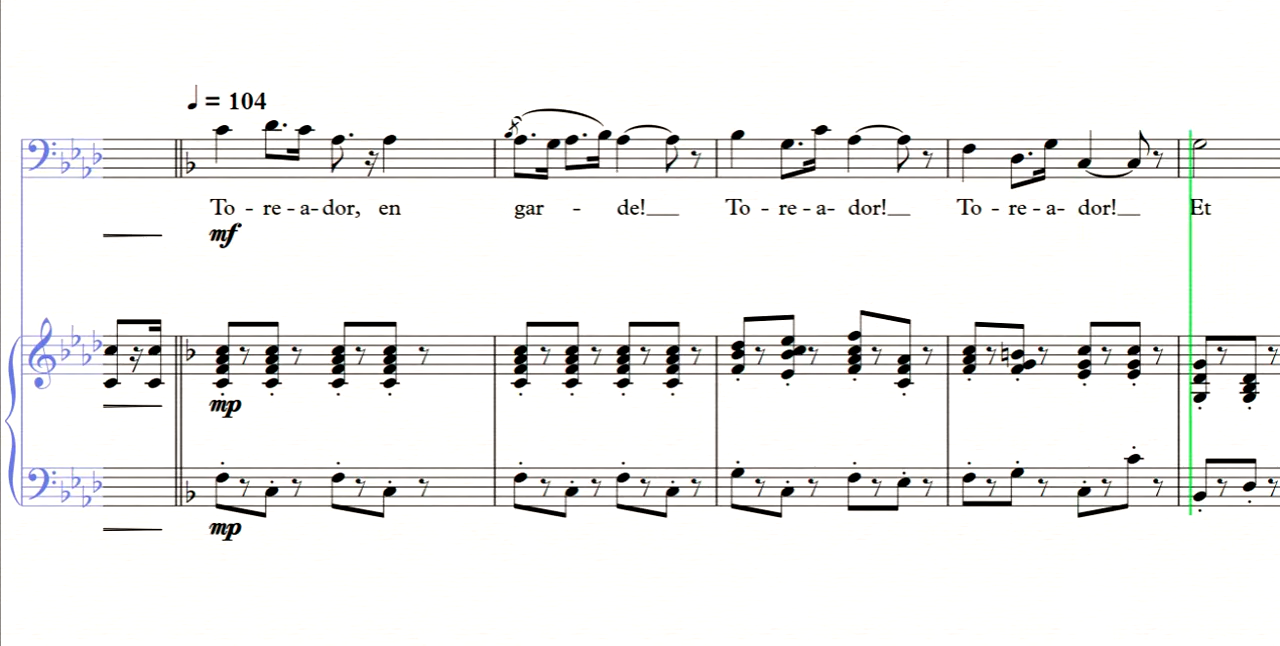 ♩ = 104
To - re - a - dor, en gar - de! To - re - a - dor! To - re - a - dor! Et
mf
mp
mp